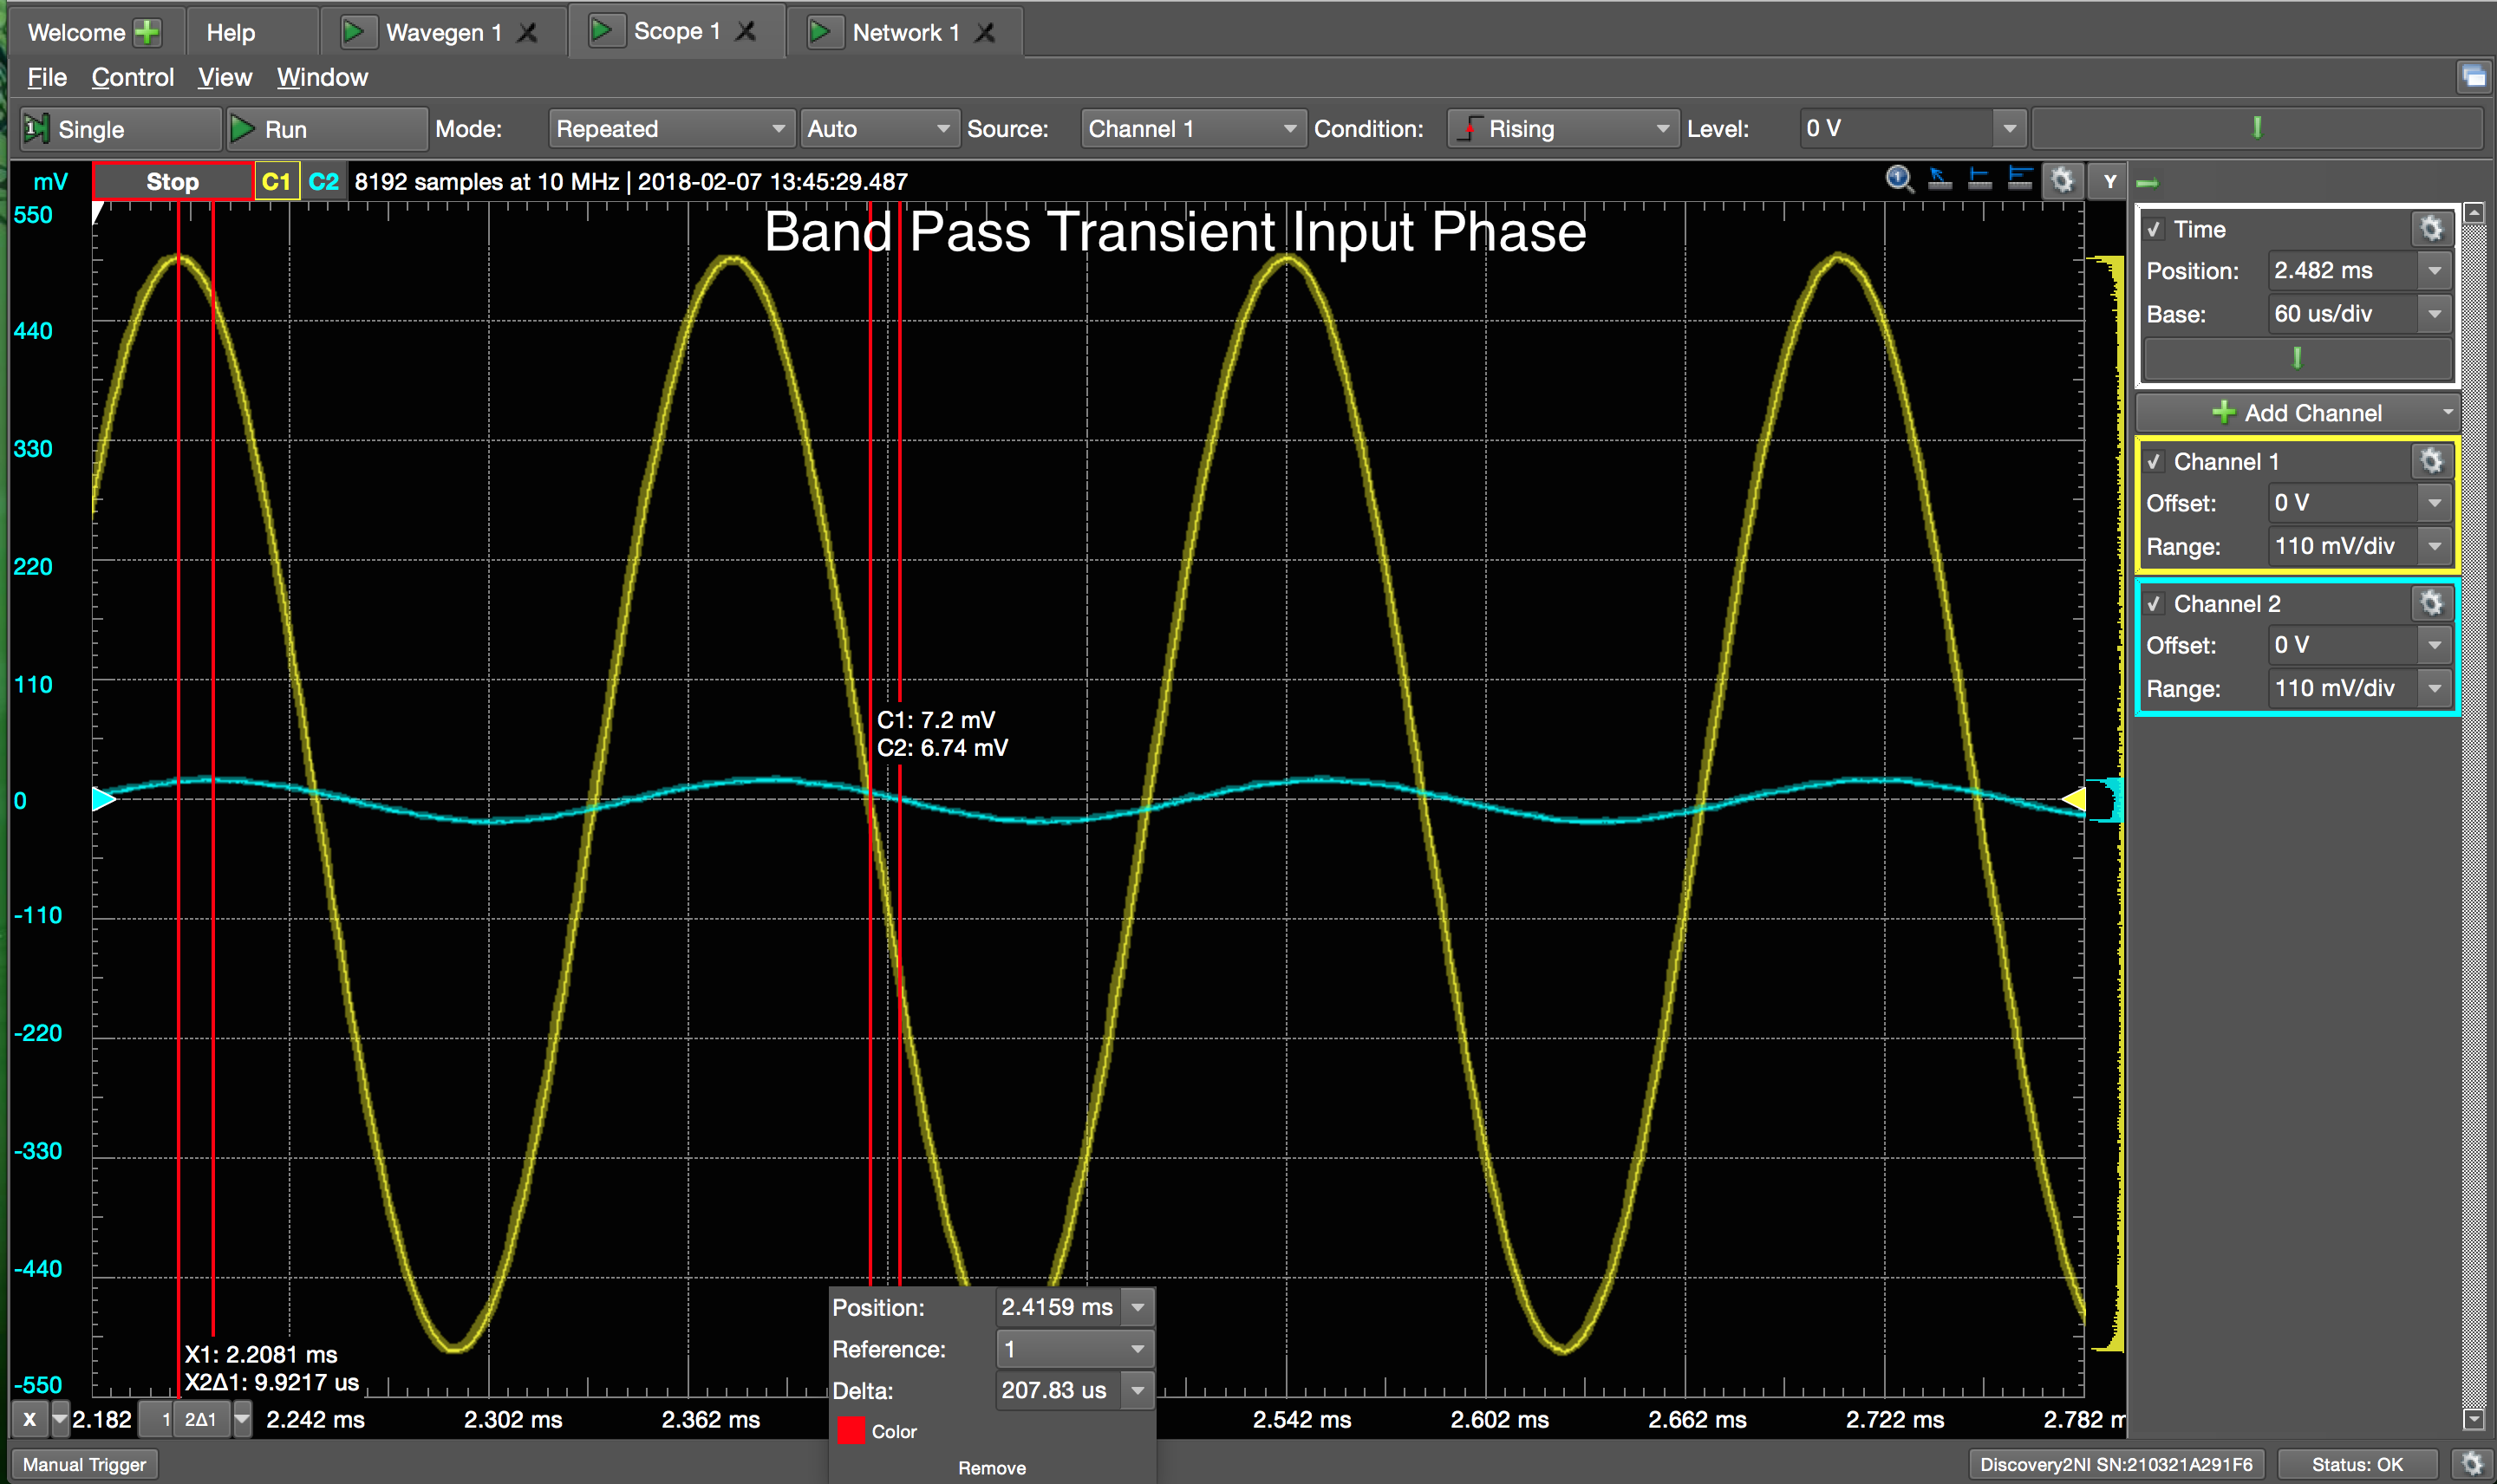 Welcome Help Wavegen 1 Scope 1 Network 1
File Control View Window
1 Single Run Mode: Repeated Auto Source: Channel 1 Condition: Rising Level: 0 V
mV Stop C1 C2 8192 samples at 10 MHz | 2018-02-07 13:45:29.487 1 Y
Band Pass Transient Input Phase
550
440
330
220
110
0
-110
-220
-330
-440
-550
C1: 7.2 mV
C2: 6.74 mV
X1: 2.2081 ms
X2Δ1: 9.9217 us
Position: 2.4159 ms
Reference: 1
Delta: 207.83 us
Color
Remove
X 2.182 1 2Δ1 2.242 ms 2.302 ms 2.362 ms 2.542 ms 2.602 ms 2.662 ms 2.722 ms 2.782 m
Time
Position: 2.482 ms
Base: 60 us/div
Add Channel
Channel 1
Offset: 0 V
Range: 110 mV/div
Channel 2
Offset: 0 V
Range: 110 mV/div
Manual Trigger Discovery2NI SN:210321A291F6 Status: OK